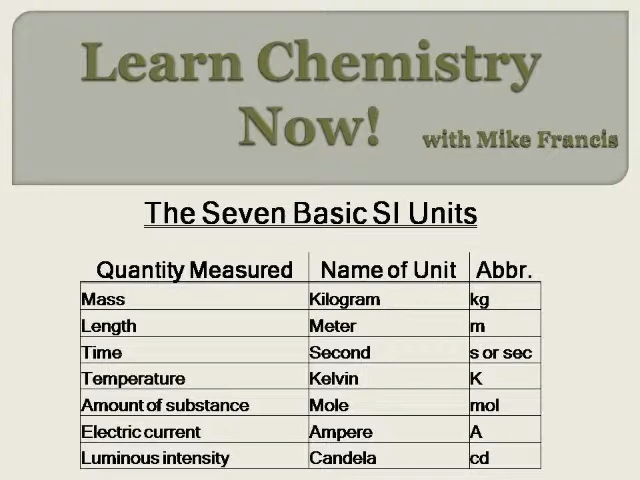 Learn Chemistry
Now! with Mike Francis
The Seven Basic SI Units
Quantity Measured Name of Unit Abbr.
Mass Kilogram kg
Length Meter m
Time Second s or sec
Temperature Kelvin K
Amount of substance Mole mol
Electric current Ampere A
Luminous intensity Candela cd